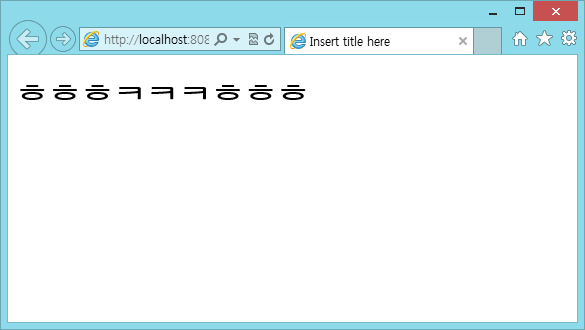 http://localhost:808
Insert title here
ㅎㅎㅎㅋㅋㅋㅎㅎㅎ